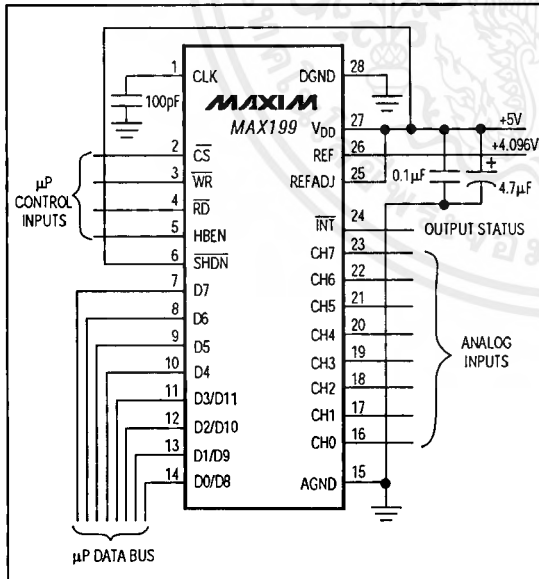 1 CLK
100pF
MAXIM
MAX199
DGND 28
VDD 27
+5V
REF 26
+4.096V
REFADJ 25
0.1μF
+
4.7μF
μP
CONTROL
INPUTS
2 CS
3 WR
4 RD
5 HBEN
6 SHDN
INT 24
OUTPUT STATUS
7 D7
8 D6
9 D5
10 D4
11 D3/D11
12 D2/D10
13 D1/D9
14 D0/D8
CH7 23
CH6 22
CH5 21
CH4 20
CH3 19
CH2 18
CH1 17
CH0 16
ANALOG
INPUTS
AGND 15
μP DATA BUS